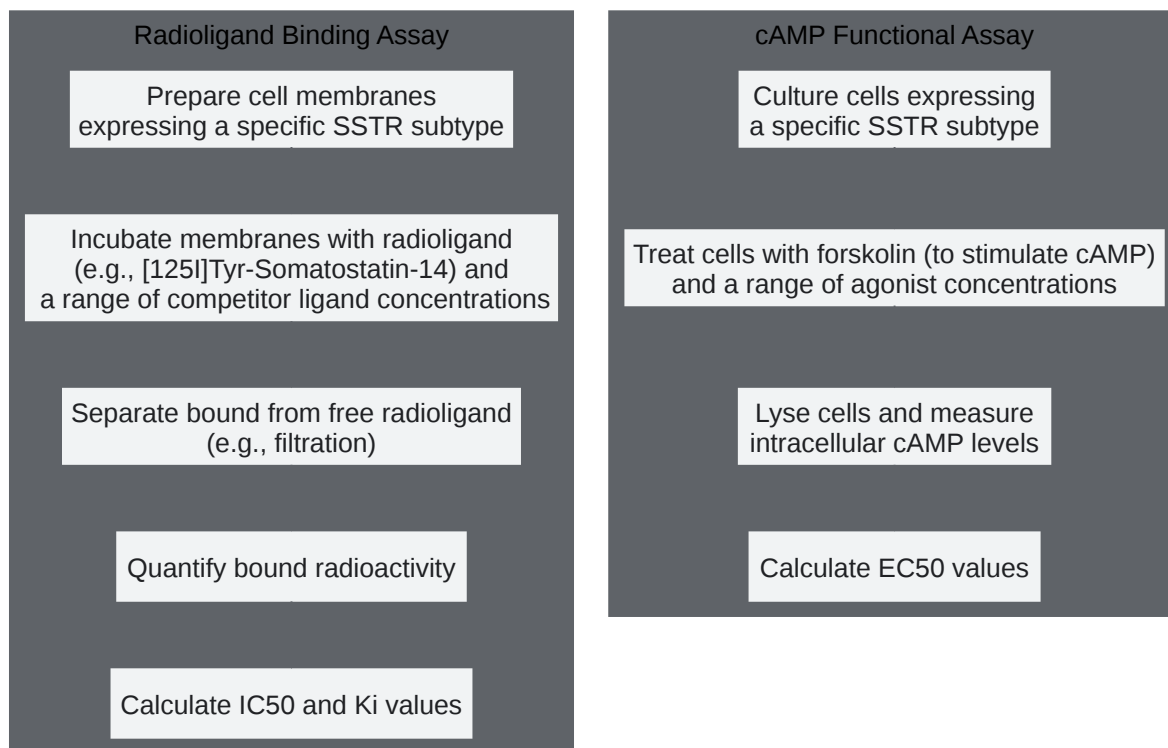 Radioligand Binding Assay
Prepare cell membranes
expressing a specific SSTR subtype
Incubate membranes with radioligand
(e.g., [125I]Tyr-Somatostatin-14) and
a range of competitor ligand concentrations
Separate bound from free radioligand
(e.g., filtration)
Quantify bound radioactivity
Calculate IC50 and Ki values
cAMP Functional Assay
Culture cells expressing
a specific SSTR subtype
Treat cells with forskolin (to stimulate cAMP)
and a range of agonist concentrations
Lyse cells and measure
intracellular cAMP levels
Calculate EC50 values